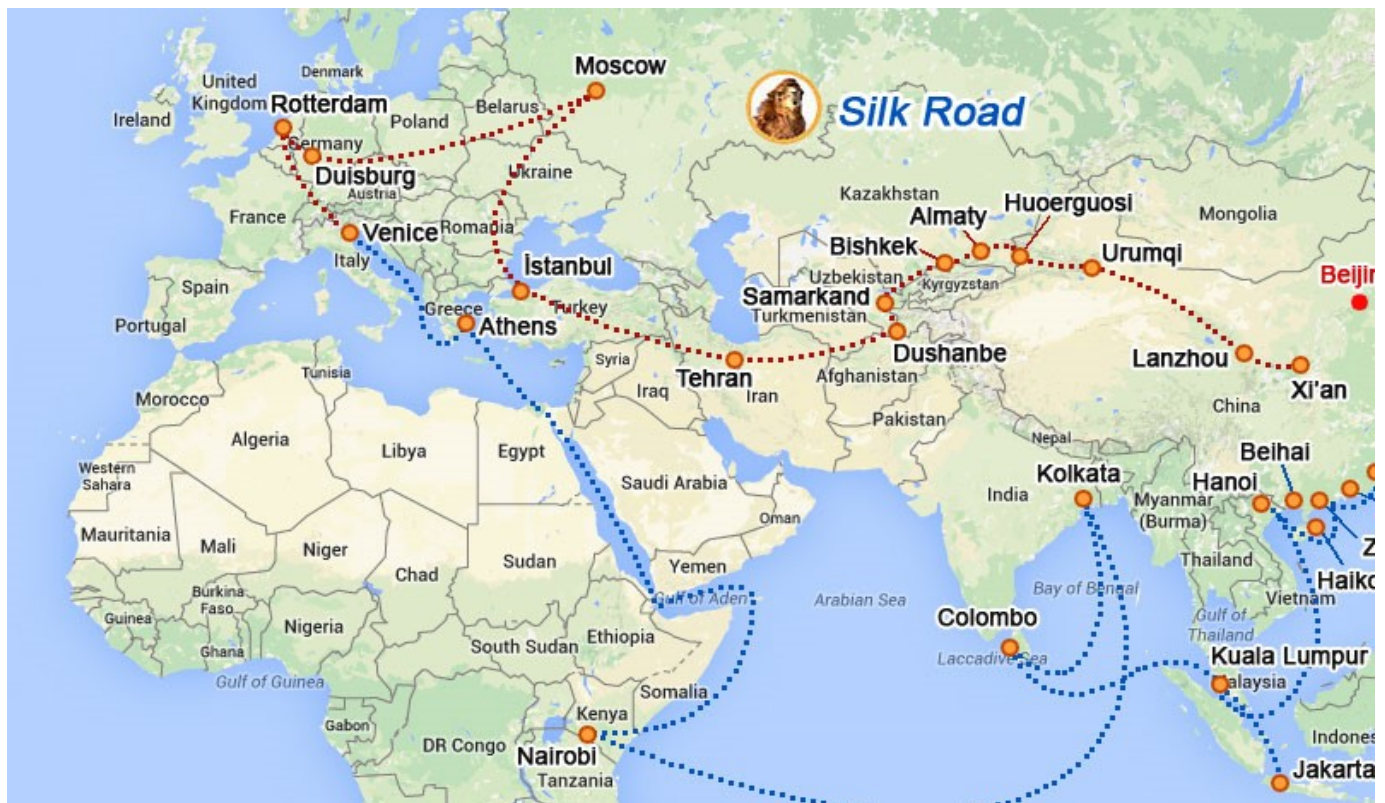 Moscow
Silk Road
Denmark
United
Kingdom
Rotterdam
Ireland
Belarus
Poland
Germany
Duisburg
Ukraine
Austria
Kazakhstan
Huoerguosi
Almaty
Mongolia
France
Romania
Venice
Bishkek
Urumqi
Italy
İstanbul
Uzbekistan
Kyrgyzstan
Beijin
Spain
Samarkand
Greece
Turkey
Turkmenistan
Portugal
Athens
Dushanbe
Lanzhou
Syria
Tehran
Afghanistan
Tunisia
Iraq
Iran
Xi'an
Morocco
China
Pakistan
Algeria
Libya
Egypt
Nepal
Beihai
Western
Sahara
Saudi Arabia
Kolkata
Hanoi
India
Myanmar
(Burma)
Oman
Mauritania
Mali
Niger
Sudan
Chad
Yemen
Thailand
Z
Haiko
Burkina
Faso
Gulf of Aden
Arabian Sea
Bay of Bengal
Vietnam
Guinea
Nigeria
Ethiopia
Colombo
Gulf of
Thailand
Ghana
South Sudan
Laccadive Sea
Kuala Lumpur
Gulf of Guinea
Somalia
Malaysia
Kenya
Gabon
DR Congo
Nairobi
Indones
Tanzania
Jakarta